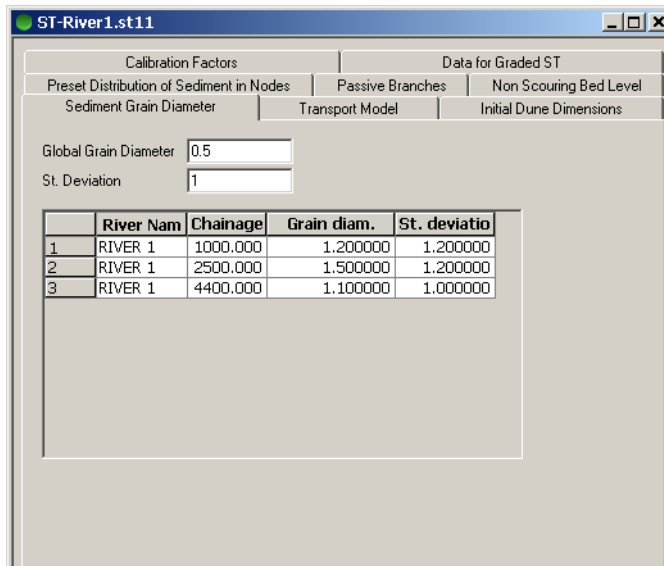 ST-River1.st11
Calibration Factors Data for Graded ST
Preset Distribution of Sediment in Nodes Passive Branches Non Scouring Bed Level
Sediment Grain Diameter Transport Model Initial Dune Dimensions
Global Grain Diameter 0.5
St. Deviation 1
River Nam Chainage Grain diam. St. deviatio
1 RIVER 1 1000.000 1.200000 1.200000
2 RIVER 1 2500.000 1.500000 1.200000
3 RIVER 1 4400.000 1.100000 1.000000